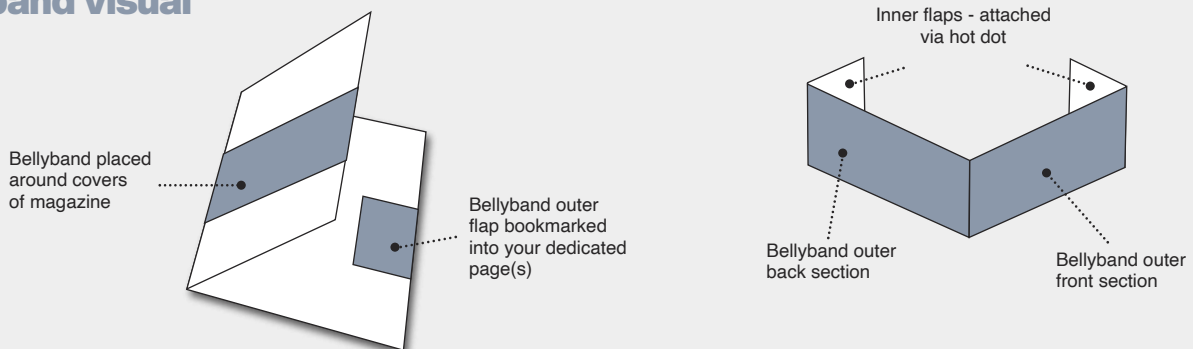 band visual
Bellyband placed
around covers
of magazine
Bellyband outer
flap bookmarked
into your dedicated
page(s)
Inner flaps - attached
via hot dot
Bellyband outer
back section
Bellyband outer
front section